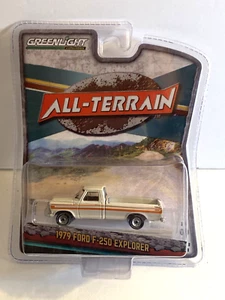 GREENLIGHT
ALL-TERRAIN
1979 FORD F-250 EXPLORER